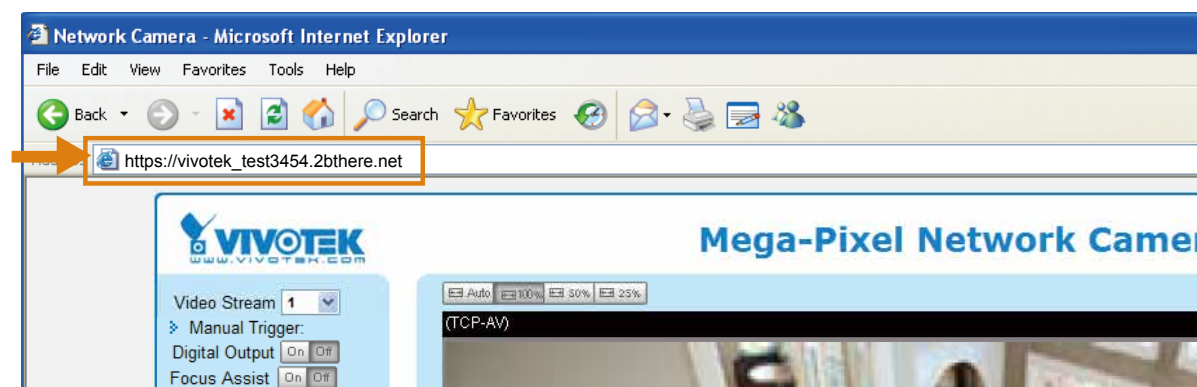 Network Camera - Microsoft Internet Explorer
File Edit View Favorites Tools Help
Back Search Favorites
https://vivotek_test3454.2bthere.net
VIVOTEK
www.vivotek.com
Mega-Pixel Network
Video Stream 1
Auto 100% 50% 25%
Manual Trigger:
(TCP-AV)
Digital Output On Off
Focus Assist On Off